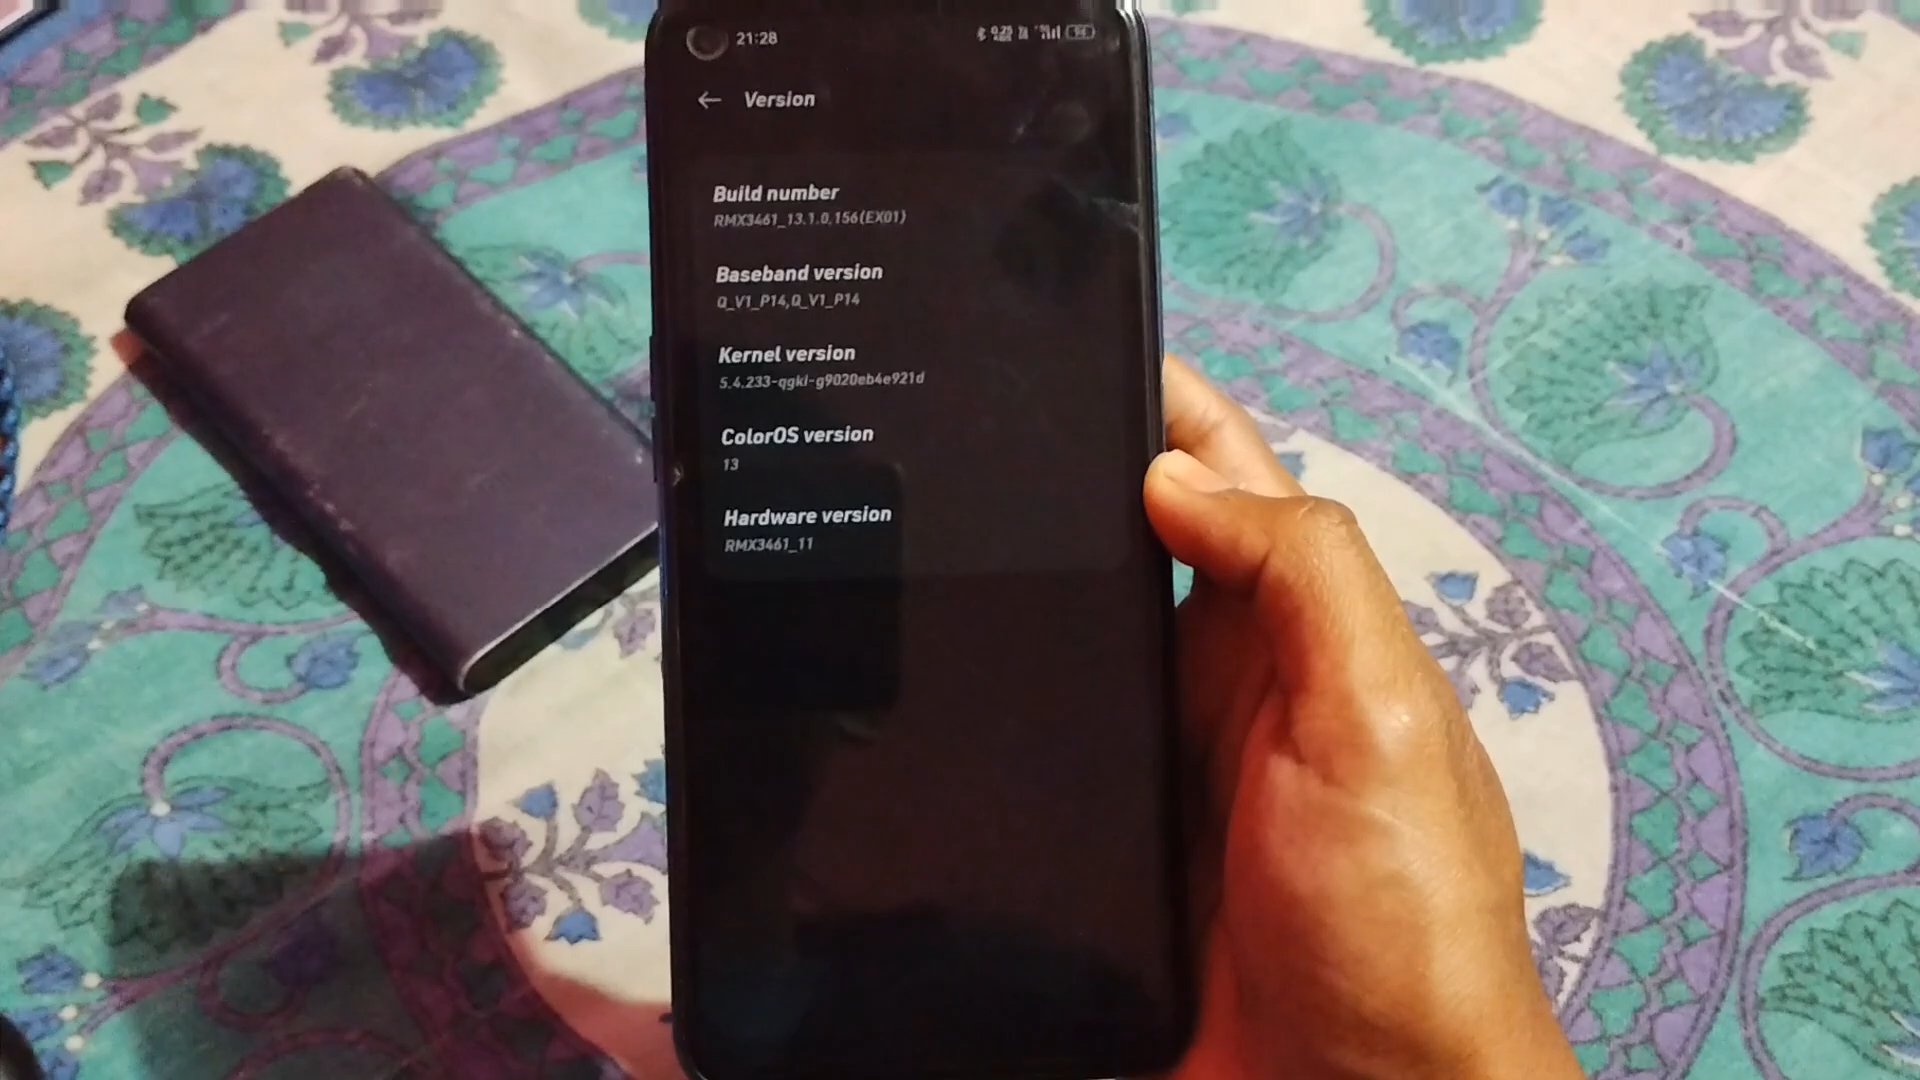 21:28
Version
Build number
RMX3461_13.1.0.156(EX01)
Baseband version
Q_V1_P14,Q_V1_P14
Kernel version
5.4.233-qgki-g9020eb4e921d
ColorOS version
13
Hardware version
RMX3461_11